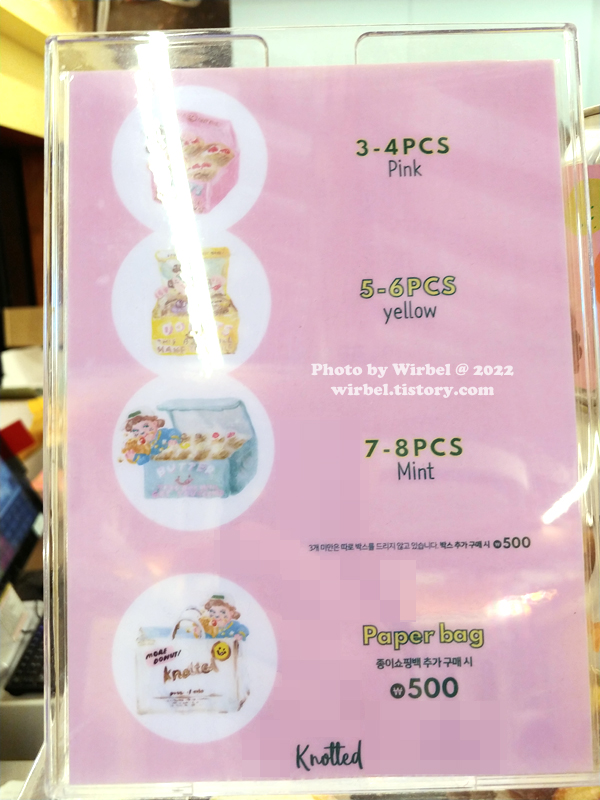 3-4PCS
Pink
5-6PCS
yellow
Photo by Wirbel @ 2022
wirbel.tistory.com
7-8PCS
Mint
3개 미만은 따로 박스를 드리지 않고 있습니다. 박스 추가 구매 시 ₩500
MORE DONUT!
Knotted
Paper bag
종이쇼핑백 추가 구매 시
₩500
Knotted